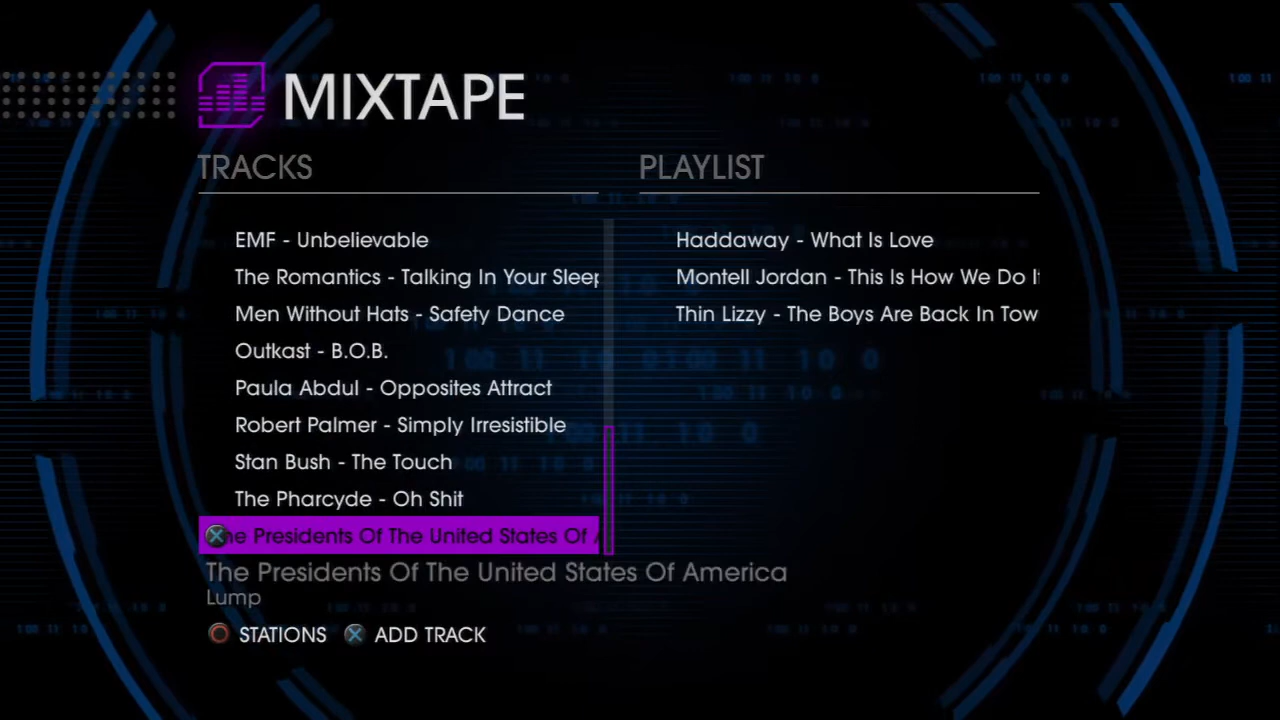 MIXTAPE
TRACKS
EMF - Unbelievable
The Romantics - Talking In Your Sleep
Men Without Hats - Safety Dance
Outkast - B.O.B.
Paula Abdul - Opposites Attract
Robert Palmer - Simply Irresistible
Stan Bush - The Touch
The Pharcyde - Oh Shit
he Presidents Of The United States Of A
The Presidents Of The United States Of America
Lump
STATIONS ADD TRACK
PLAYLIST
Haddaway - What Is Love
Montell Jordan - This Is How We Do It
Thin Lizzy - The Boys Are Back In Tow